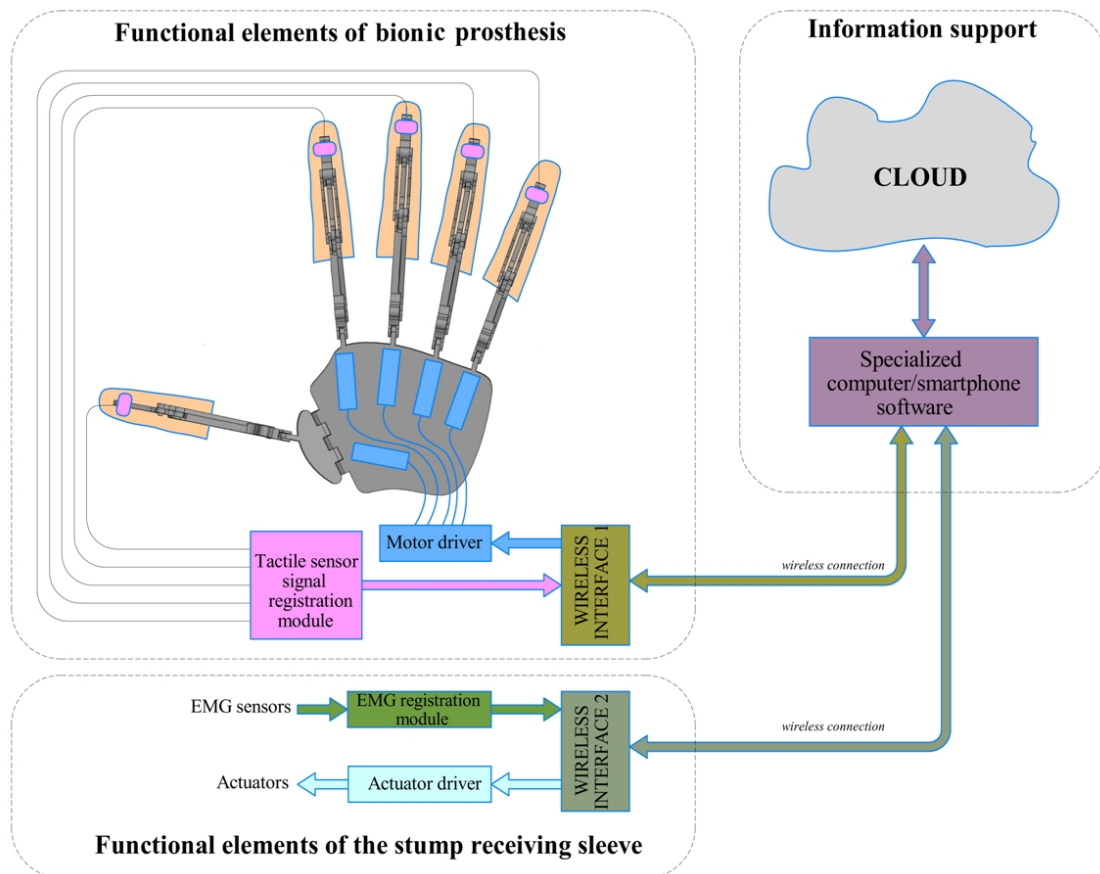 Functional elements of bionic prosthesis
Information support
CLOUD
Specialized
computer/smartphone
software
Motor driver
Tactile sensor
signal
registration
module
WIRELESS
INTERFACE 1
wireless connection
EMG sensors
EMG registration
module
WIRELESS
INTERFACE 2
wireless connection
Actuators
Actuator driver
Functional elements of the stump receiving sleeve